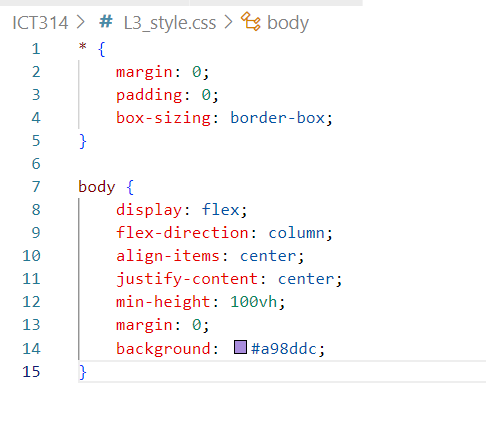 ICT314 > # L3_style.css > body
1 * {
2 margin: 0;
3 padding: 0;
4 box-sizing: border-box;
5 }
6
7 body {
8 display: flex;
9 flex-direction: column;
10 align-items: center;
11 justify-content: center;
12 min-height: 100vh;
13 margin: 0;
14 background: #a98ddc;
15 }